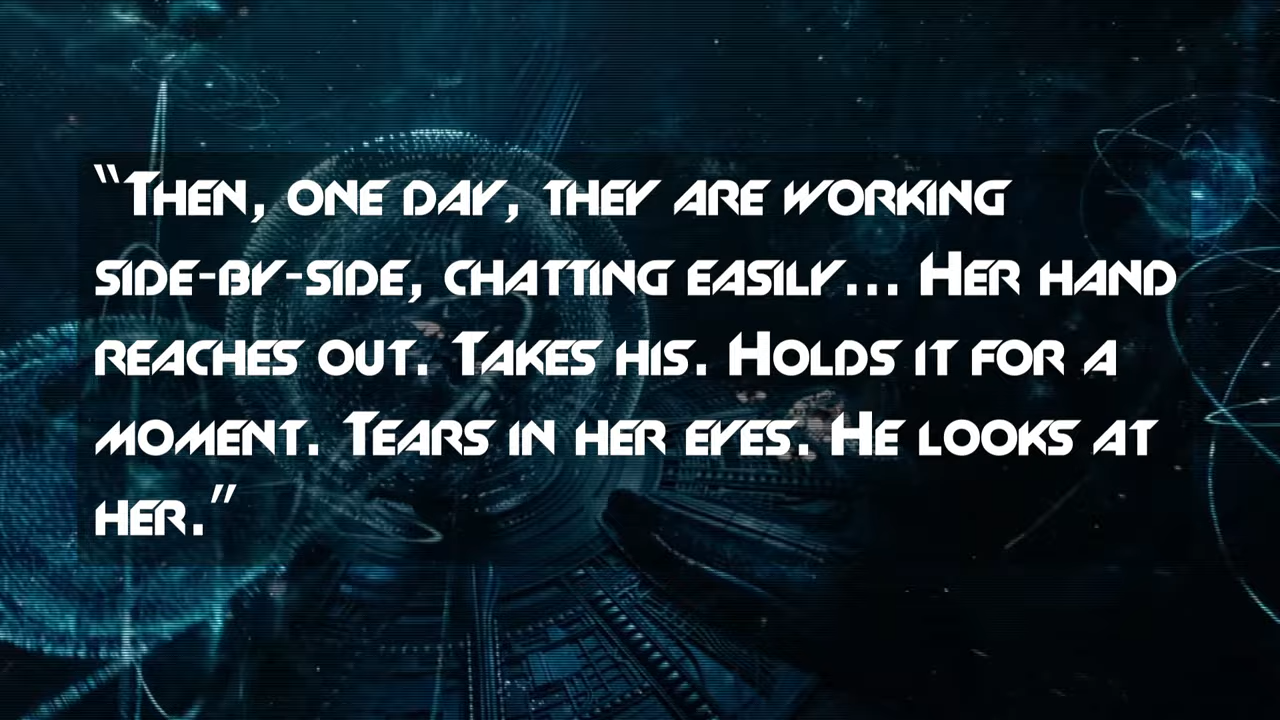 “Then, one day, they are working
side-by-side, chatting easily... Her hand
reaches out. Takes his. Holds it for a
moment. Tears in her eyes. He looks at
her.”